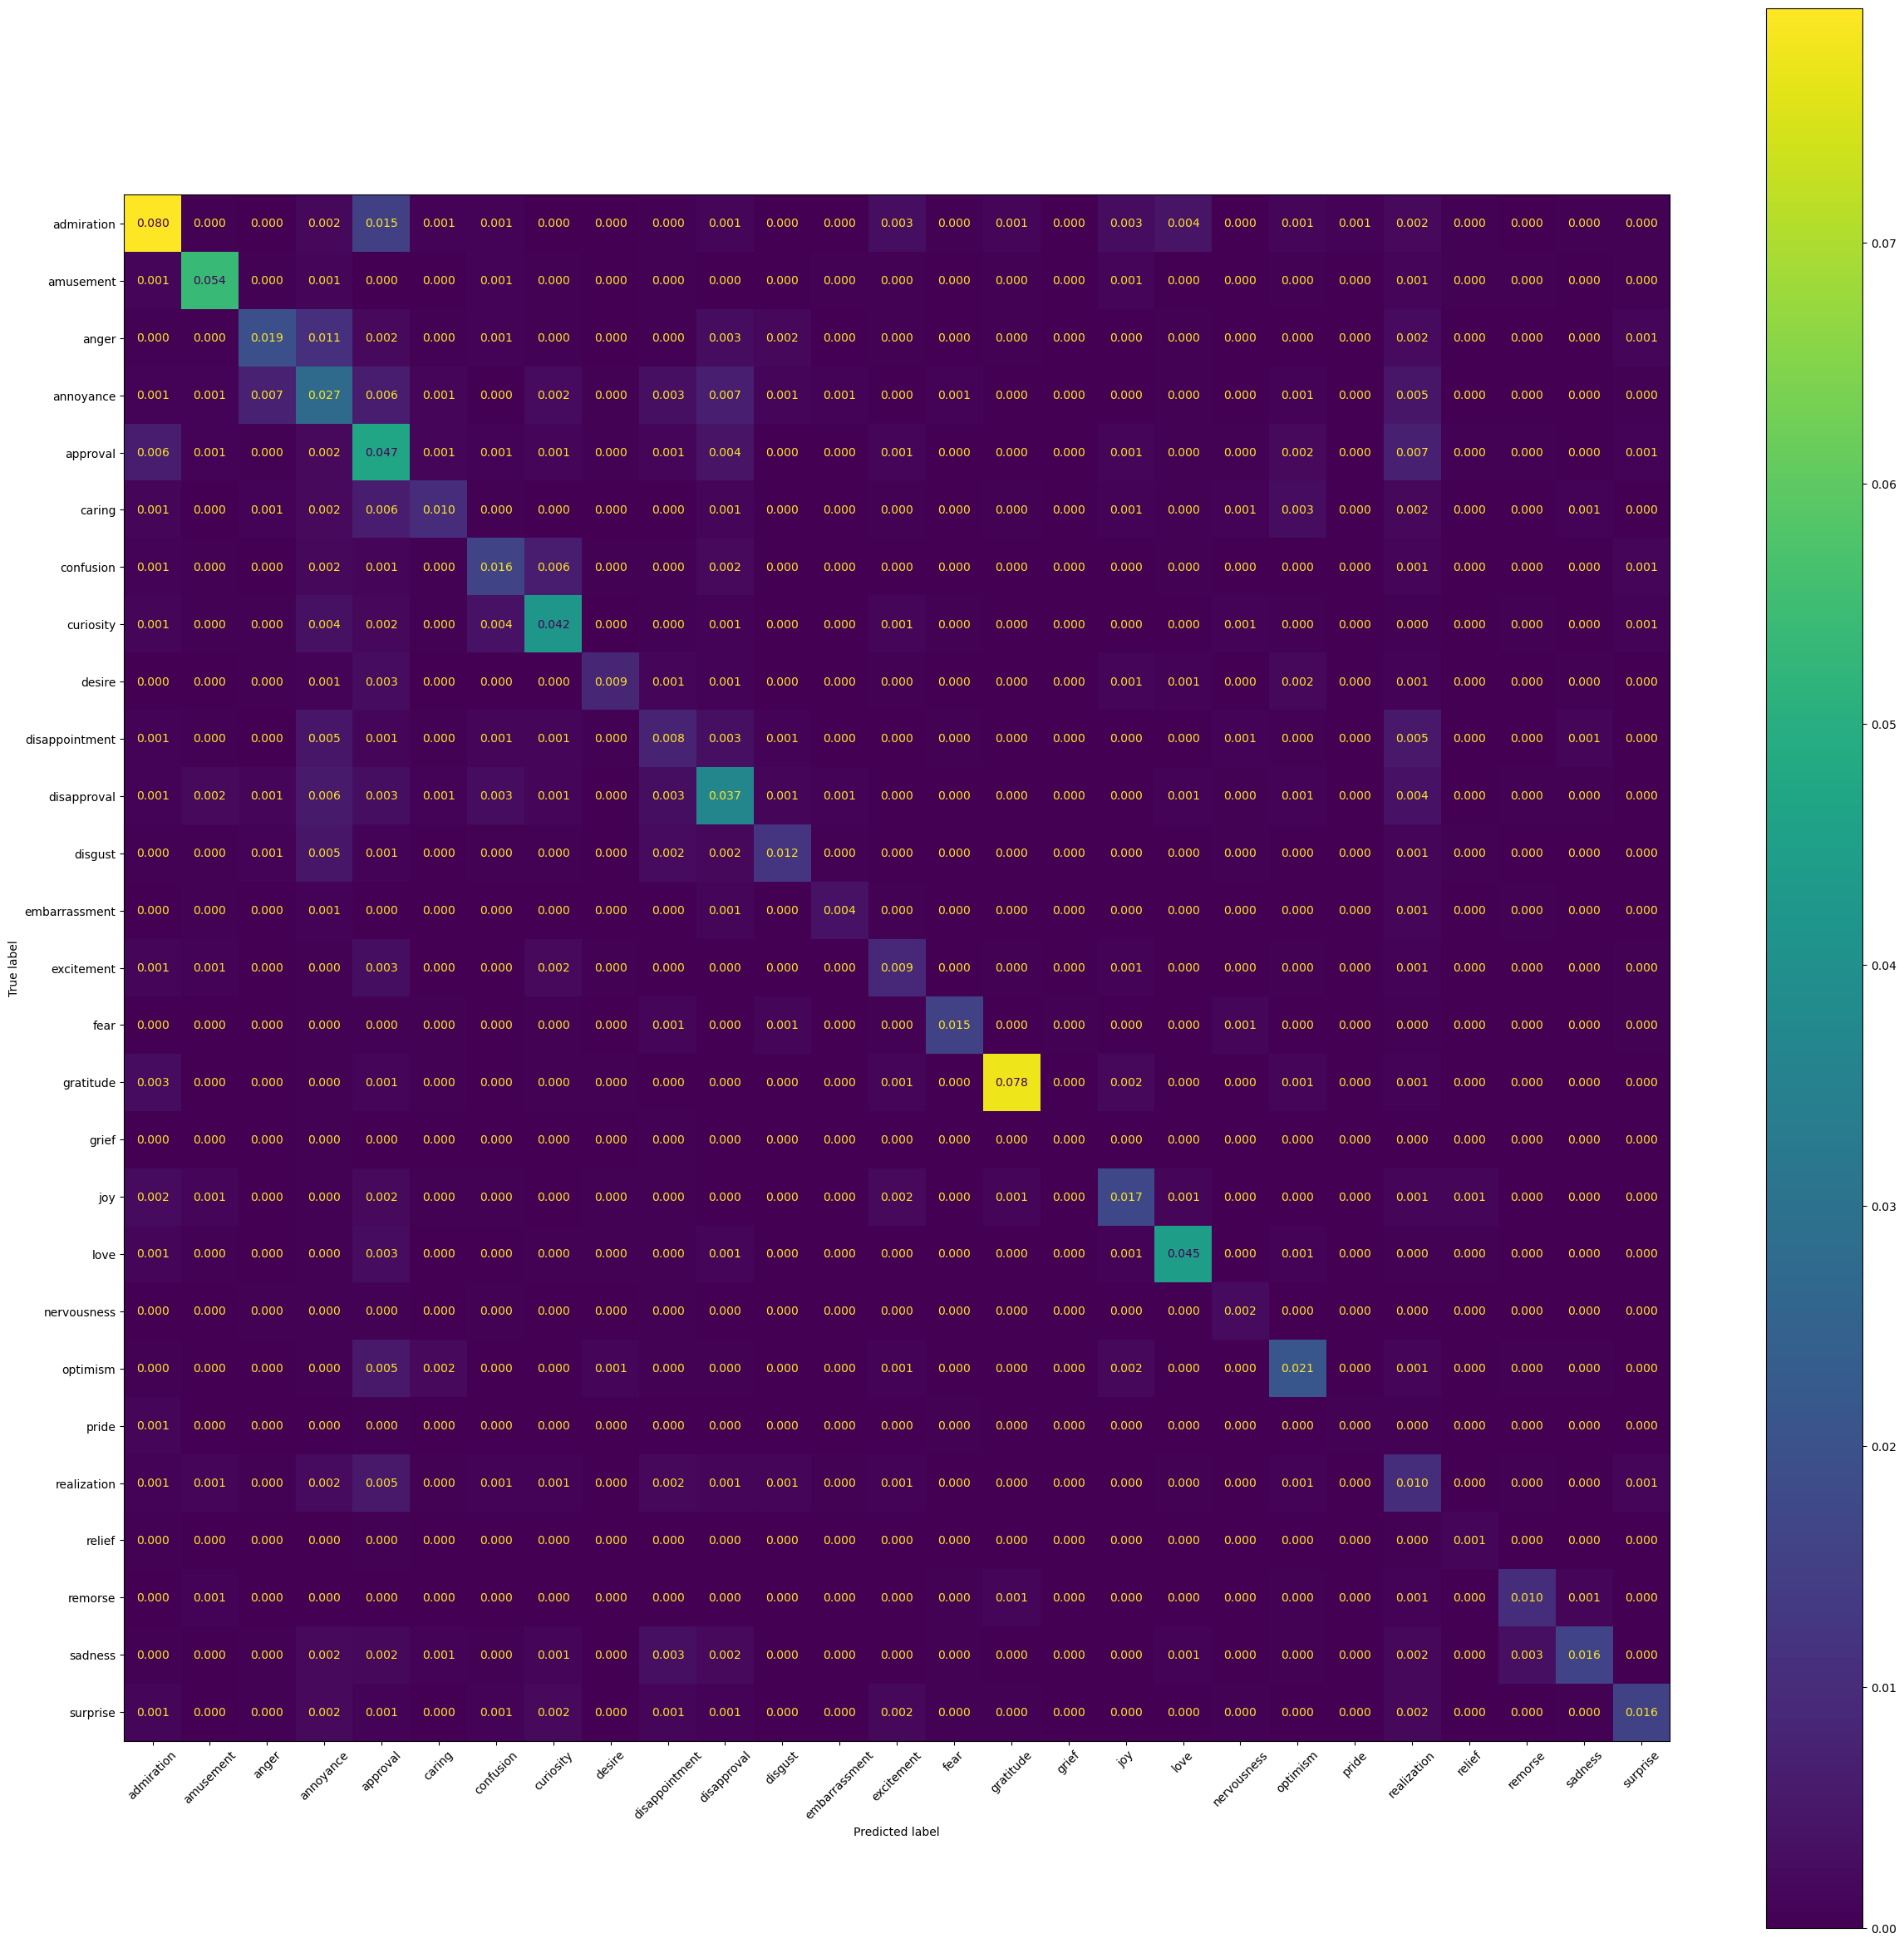 admiration 0.080 0.000 0.000 0.002 0.015 0.001 0.001 0.000 0.000 0.000 0.001 0.000 0.000 0.003 0.000 0.001 0.000 0.003 0.004 0.000 0.001 0.001 0.002 0.000 0.000 0.000 0.000
amusement 0.001 0.054 0.000 0.001 0.000 0.000 0.001 0.000 0.000 0.000 0.000 0.000 0.000 0.000 0.000 0.000 0.000 0.001 0.000 0.000 0.000 0.000 0.001 0.000 0.000 0.000 0.000
anger 0.000 0.000 0.019 0.011 0.002 0.000 0.001 0.000 0.000 0.000 0.003 0.002 0.000 0.000 0.000 0.000 0.000 0.000 0.000 0.000 0.000 0.000 0.002 0.000 0.000 0.000 0.001
annoyance 0.001 0.001 0.007 0.027 0.006 0.001 0.000 0.002 0.000 0.003 0.007 0.001 0.001 0.000 0.001 0.000 0.000 0.000 0.000 0.000 0.001 0.000 0.005 0.000 0.000 0.000 0.000
approval 0.006 0.001 0.000 0.002 0.047 0.001 0.001 0.001 0.000 0.001 0.004 0.000 0.000 0.001 0.000 0.000 0.000 0.001 0.000 0.000 0.002 0.000 0.007 0.000 0.000 0.000 0.001
caring 0.001 0.000 0.001 0.002 0.006 0.010 0.000 0.000 0.000 0.000 0.001 0.000 0.000 0.000 0.000 0.000 0.000 0.001 0.000 0.001 0.003 0.000 0.002 0.000 0.000 0.001 0.000
confusion 0.001 0.000 0.000 0.002 0.001 0.000 0.016 0.006 0.000 0.000 0.002 0.000 0.000 0.000 0.000 0.000 0.000 0.000 0.000 0.000 0.000 0.000 0.001 0.000 0.000 0.000 0.001
curiosity 0.001 0.000 0.000 0.004 0.002 0.000 0.004 0.042 0.000 0.000 0.001 0.000 0.000 0.001 0.000 0.000 0.000 0.000 0.000 0.001 0.000 0.000 0.001 0.000 0.000 0.000 0.001
desire 0.000 0.000 0.000 0.001 0.003 0.000 0.000 0.000 0.009 0.001 0.001 0.000 0.000 0.000 0.000 0.000 0.000 0.001 0.001 0.000 0.002 0.000 0.001 0.000 0.000 0.000 0.000
disappointment 0.001 0.000 0.000 0.005 0.001 0.000 0.001 0.001 0.000 0.008 0.003 0.001 0.000 0.000 0.000 0.000 0.000 0.000 0.000 0.001 0.000 0.000 0.005 0.000 0.000 0.001 0.000
disapproval 0.001 0.002 0.001 0.006 0.003 0.001 0.003 0.001 0.000 0.003 0.037 0.001 0.001 0.000 0.000 0.000 0.000 0.000 0.001 0.000 0.001 0.000 0.004 0.000 0.000 0.000 0.000
disgust 0.000 0.000 0.001 0.005 0.001 0.000 0.000 0.000 0.000 0.002 0.002 0.012 0.000 0.000 0.000 0.000 0.000 0.000 0.000 0.000 0.000 0.000 0.001 0.000 0.000 0.000 0.000
embarrassment 0.000 0.000 0.000 0.001 0.000 0.000 0.000 0.000 0.000 0.000 0.001 0.000 0.004 0.000 0.000 0.000 0.000 0.000 0.000 0.000 0.000 0.000 0.001 0.000 0.000 0.000 0.000
excitement 0.001 0.001 0.000 0.000 0.003 0.000 0.000 0.002 0.000 0.000 0.000 0.000 0.000 0.009 0.000 0.000 0.000 0.001 0.000 0.000 0.000 0.000 0.001 0.000 0.000 0.000 0.000
fear 0.000 0.000 0.000 0.000 0.000 0.000 0.000 0.000 0.000 0.001 0.000 0.001 0.000 0.000 0.015 0.000 0.000 0.000 0.000 0.001 0.000 0.000 0.000 0.000 0.000 0.000 0.000
gratitude 0.003 0.000 0.000 0.000 0.001 0.000 0.000 0.000 0.000 0.000 0.000 0.000 0.000 0.001 0.000 0.078 0.000 0.002 0.000 0.000 0.001 0.000 0.001 0.000 0.000 0.000 0.000
grief 0.000 0.000 0.000 0.000 0.000 0.000 0.000 0.000 0.000 0.000 0.000 0.000 0.000 0.000 0.000 0.000 0.000 0.000 0.000 0.000 0.000 0.000 0.000 0.000 0.000 0.000 0.000
joy 0.002 0.001 0.000 0.000 0.002 0.000 0.000 0.000 0.000 0.000 0.000 0.000 0.000 0.002 0.000 0.001 0.000 0.017 0.001 0.000 0.000 0.000 0.001 0.001 0.000 0.000 0.000
love 0.001 0.000 0.000 0.000 0.003 0.000 0.000 0.000 0.000 0.000 0.001 0.000 0.000 0.000 0.000 0.000 0.000 0.001 0.045 0.000 0.001 0.000 0.000 0.000 0.000 0.000 0.000
nervousness 0.000 0.000 0.000 0.000 0.000 0.000 0.000 0.000 0.000 0.000 0.000 0.000 0.000 0.000 0.000 0.000 0.000 0.000 0.000 0.002 0.000 0.000 0.000 0.000 0.000 0.000 0.000
optimism 0.000 0.000 0.000 0.000 0.005 0.002 0.000 0.000 0.001 0.000 0.000 0.000 0.000 0.001 0.000 0.000 0.000 0.002 0.000 0.000 0.021 0.000 0.001 0.000 0.000 0.000 0.000
pride 0.001 0.000 0.000 0.000 0.000 0.000 0.000 0.000 0.000 0.000 0.000 0.000 0.000 0.000 0.000 0.000 0.000 0.000 0.000 0.000 0.000 0.000 0.000 0.000 0.000 0.000 0.000
realization 0.001 0.001 0.000 0.002 0.005 0.000 0.001 0.001 0.000 0.002 0.001 0.001 0.000 0.001 0.000 0.000 0.000 0.000 0.000 0.000 0.001 0.000 0.010 0.000 0.000 0.000 0.001
relief 0.000 0.000 0.000 0.000 0.000 0.000 0.000 0.000 0.000 0.000 0.000 0.000 0.000 0.000 0.000 0.000 0.000 0.000 0.000 0.000 0.000 0.000 0.000 0.001 0.000 0.000 0.000
remorse 0.000 0.001 0.000 0.000 0.000 0.000 0.000 0.000 0.000 0.000 0.000 0.000 0.000 0.000 0.000 0.001 0.000 0.000 0.000 0.000 0.000 0.000 0.001 0.000 0.010 0.001 0.000
sadness 0.000 0.000 0.000 0.002 0.002 0.001 0.000 0.001 0.000 0.003 0.002 0.000 0.000 0.000 0.000 0.000 0.000 0.000 0.001 0.000 0.000 0.000 0.002 0.000 0.003 0.016 0.000
surprise 0.001 0.000 0.000 0.002 0.001 0.000 0.001 0.002 0.000 0.001 0.001 0.000 0.000 0.002 0.000 0.000 0.000 0.000 0.000 0.000 0.000 0.000 0.002 0.000 0.000 0.000 0.016
admiration amusement anger annoyance approval caring confusion curiosity desire disappointment disapproval disgust embarrassment excitement fear gratitude grief joy love nervousness optimism pride realization relief remorse sadness surprise
Predicted label
True label
0.07
0.06
0.05
0.04
0.03
0.02
0.01
0.00